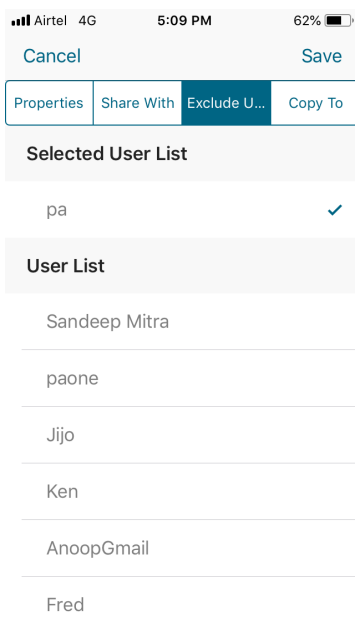 Airtel 4G 5:09 PM 62%
Cancel Save
Properties Share With Exclude U... Copy To
Selected User List
pa
User List
Sandeep Mitra
paone
Jijo
Ken
AnoopGmail
Fred